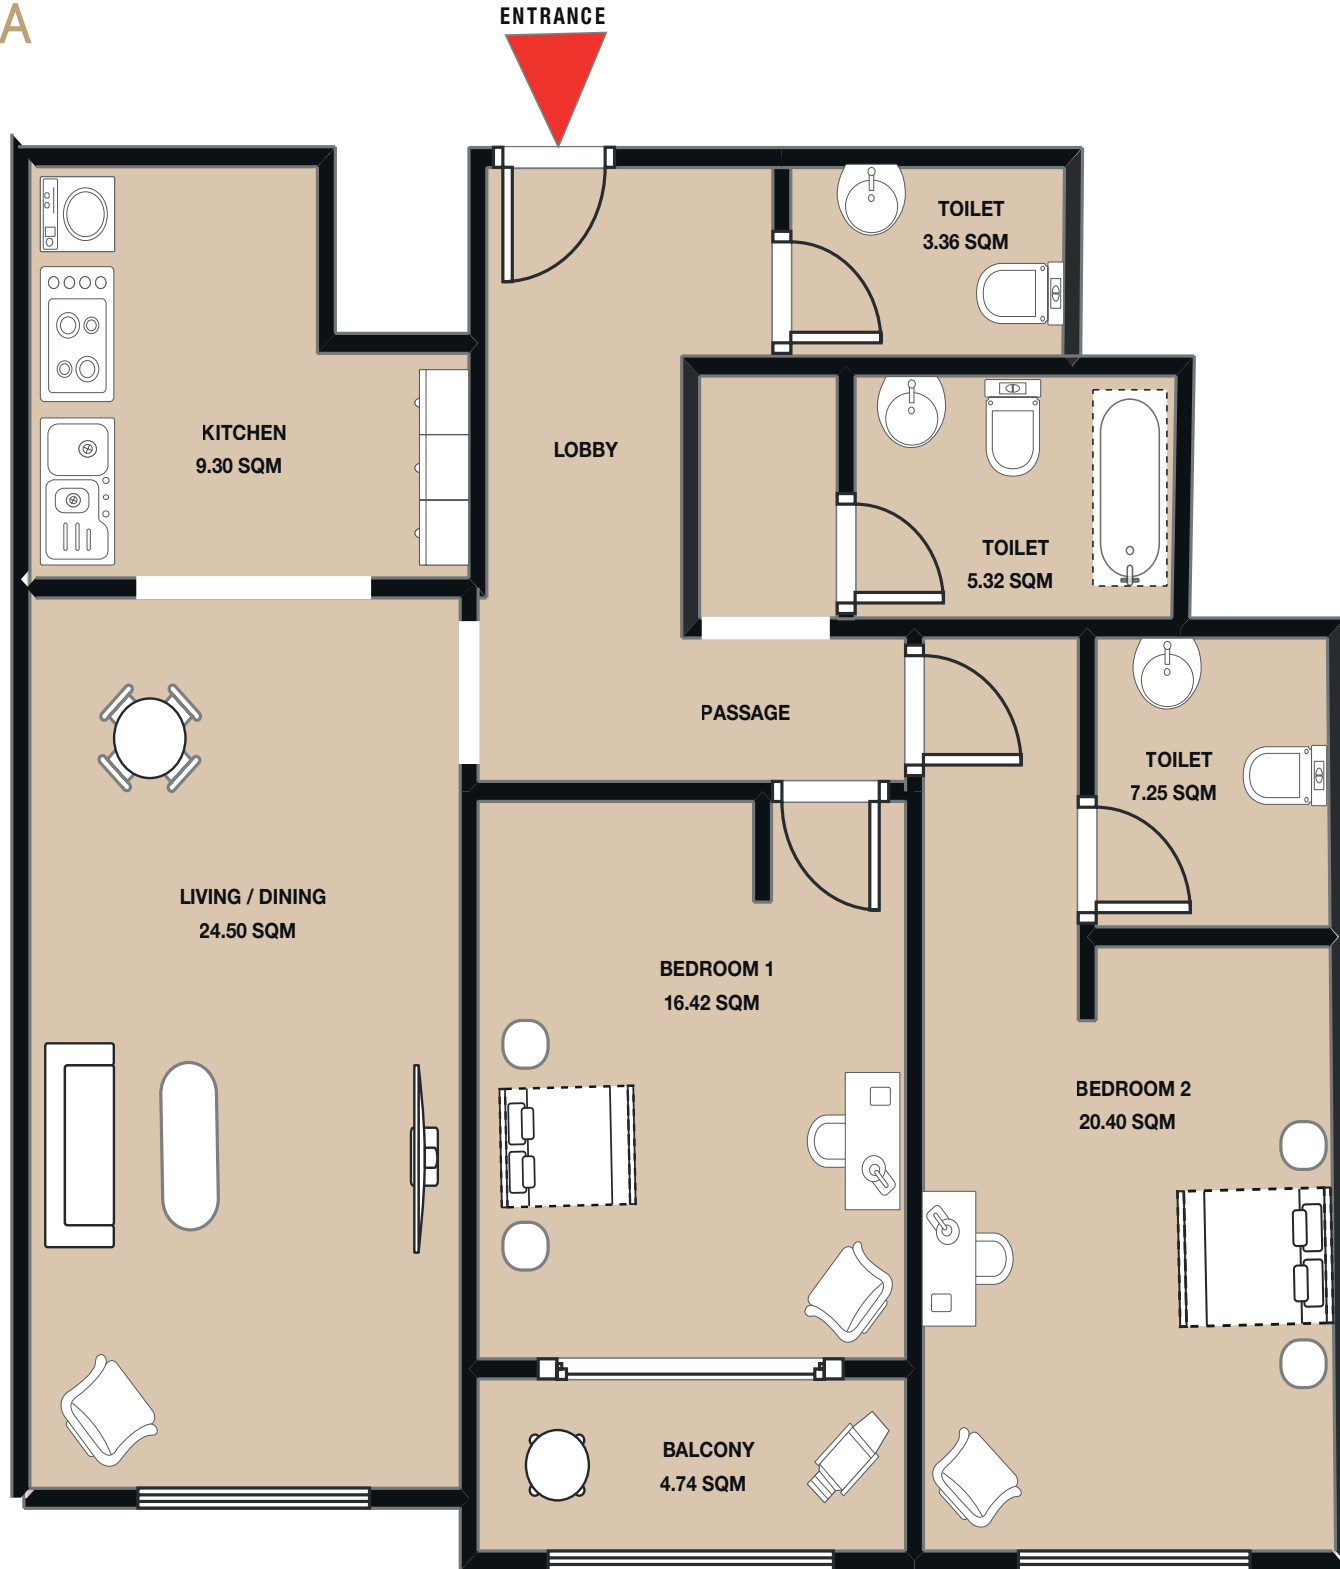 A
ENTRANCE
TOILET
3.36 SQM
KITCHEN
9.30 SQM
LOBBY
TOILET
5.32 SQM
PASSAGE
TOILET
7.25 SQM
LIVING / DINING
24.50 SQM
BEDROOM 1
16.42 SQM
BEDROOM 2
20.40 SQM
BALCONY
4.74 SQM